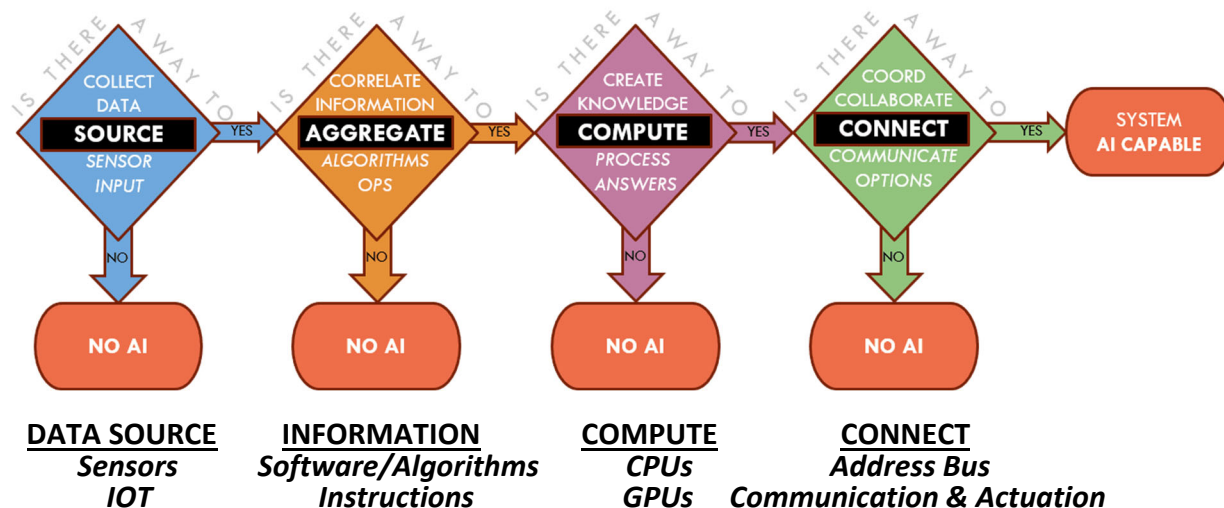 IS THERE A WAY TO
COLLECT
DATA
SOURCE
SENSOR
INPUT
YES
NO
NO AI
IS THERE A WAY TO
CORRELATE
INFORMATION
AGGREGATE
ALGORITHMS
OPS
YES
NO
NO AI
IS THERE A WAY TO
CREATE
KNOWLEDGE
COMPUTE
PROCESS
ANSWERS
YES
NO
NO AI
IS THERE A WAY TO
COORD
COLLABORATE
CONNECT
COMMUNICATE
OPTIONS
YES
NO
NO AI
SYSTEM
AI CAPABLE
DATA SOURCE
Sensors
IOT
INFORMATION
Software/Algorithms
Instructions
COMPUTE
CPUs
GPUs
CONNECT
Address Bus
Communication & Actuation